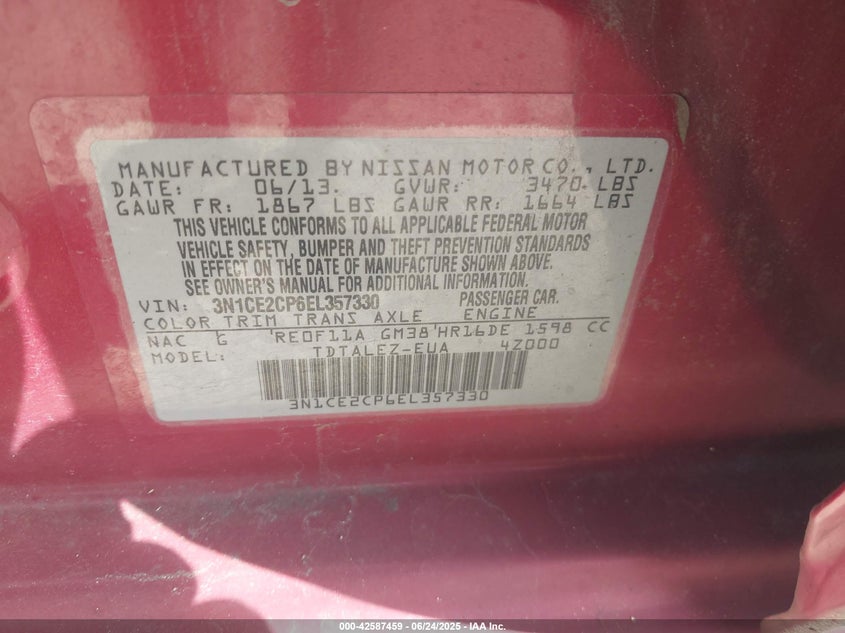 MANUFACTURED BY NISSAN MOTOR CO., LTD.
DATE: 06/13. GVWR: 3470 LBS
GAWR FR: 1867 LBS GAWR RR: 1664 LBS
THIS VEHICLE CONFORMS TO ALL APPLICABLE FEDERAL MOTOR
VEHICLE SAFETY, BUMPER AND THEFT PREVENTION STANDARDS
IN EFFECT ON THE DATE OF MANUFACTURE SHOWN ABOVE.
SEE OWNER'S MANUAL FOR ADDITIONAL INFORMATION.
VIN: 3N1CE2CP6EL357330 PASSENGER CAR.
COLOR TRIM TRANS AXLE ENGINE
NAC G RE0F11A GM38 HR16DE 1598 CC
MODEL: TDTALEZ-EUA 4Z000
3N1CE2CP6EL357330
000-42587459 - 06/24/2025 - IAA Inc.